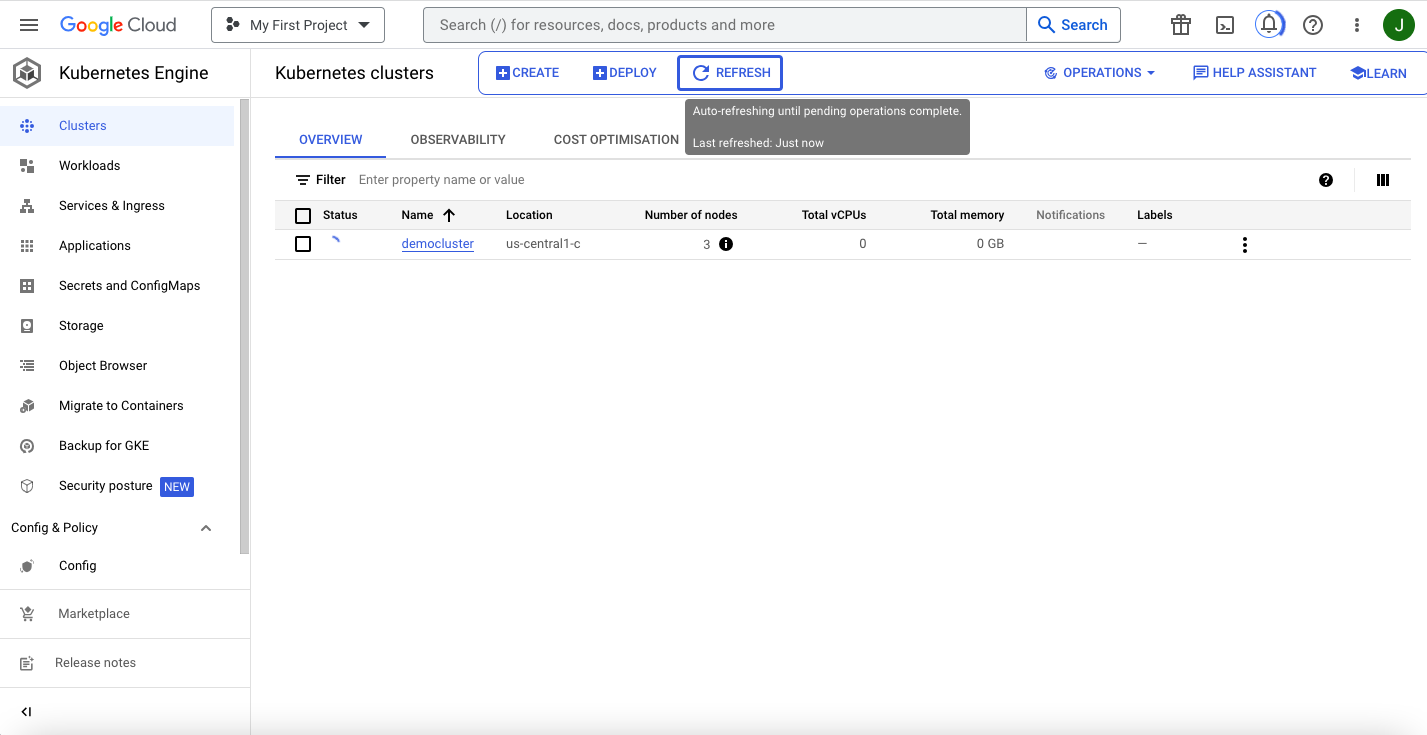 Google Cloud
My First Project
Search (/) for resources, docs, products and more
Search
J
Kubernetes Engine
Kubernetes clusters
CREATE
DEPLOY
REFRESH
OPERATIONS
HELP ASSISTANT
LEARN
Auto-refreshing until pending operations complete.
Last refreshed: Just now
Clusters
Workloads
Services & Ingress
Applications
Secrets and ConfigMaps
Storage
Object Browser
Migrate to Containers
Backup for GKE
Security posture NEW
Config & Policy
Config
Marketplace
Release notes
OVERVIEW OBSERVABILITY COST OPTIMISATION
Filter Enter property name or value
Status Name Location Number of nodes Total vCPUs Total memory Notifications Labels
democluster us-central1-c 3 0 0 GB —